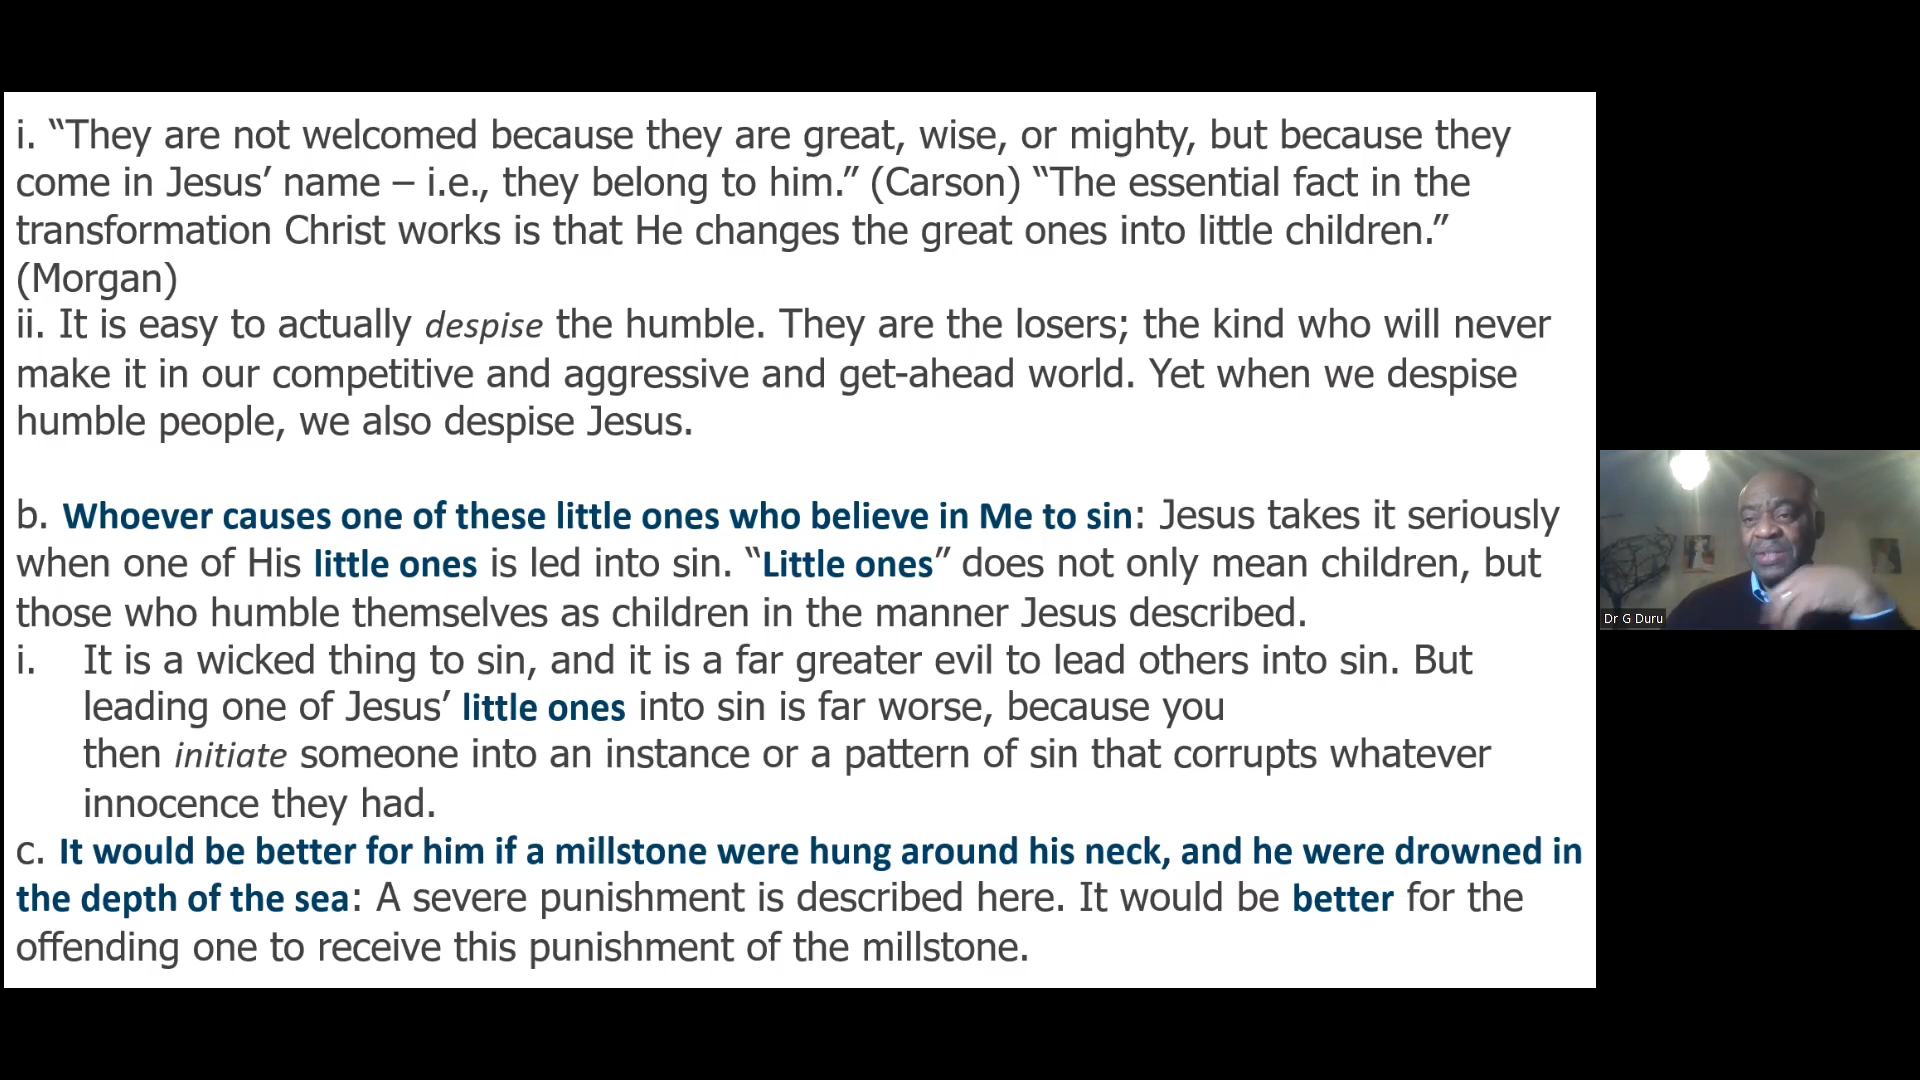 i. “They are not welcomed because they are great, wise, or mighty, but because they
come in Jesus’ name – i.e., they belong to him.” (Carson) “The essential fact in the
transformation Christ works is that He changes the great ones into little children.”
(Morgan)
ii. It is easy to actually despise the humble. They are the losers; the kind who will never
make it in our competitive and aggressive and get-ahead world. Yet when we despise
humble people, we also despise Jesus.
b. Whoever causes one of these little ones who believe in Me to sin: Jesus takes it seriously
when one of His little ones is led into sin. “Little ones” does not only mean children, but
those who humble themselves as children in the manner Jesus described.
i. It is a wicked thing to sin, and it is a far greater evil to lead others into sin. But
leading one of Jesus’ little ones into sin is far worse, because you
then initiate someone into an instance or a pattern of sin that corrupts whatever
innocence they had.
c. It would be better for him if a millstone were hung around his neck, and he were drowned in
the depth of the sea: A severe punishment is described here. It would be better for the
offending one to receive this punishment of the millstone.
Dr G Duru